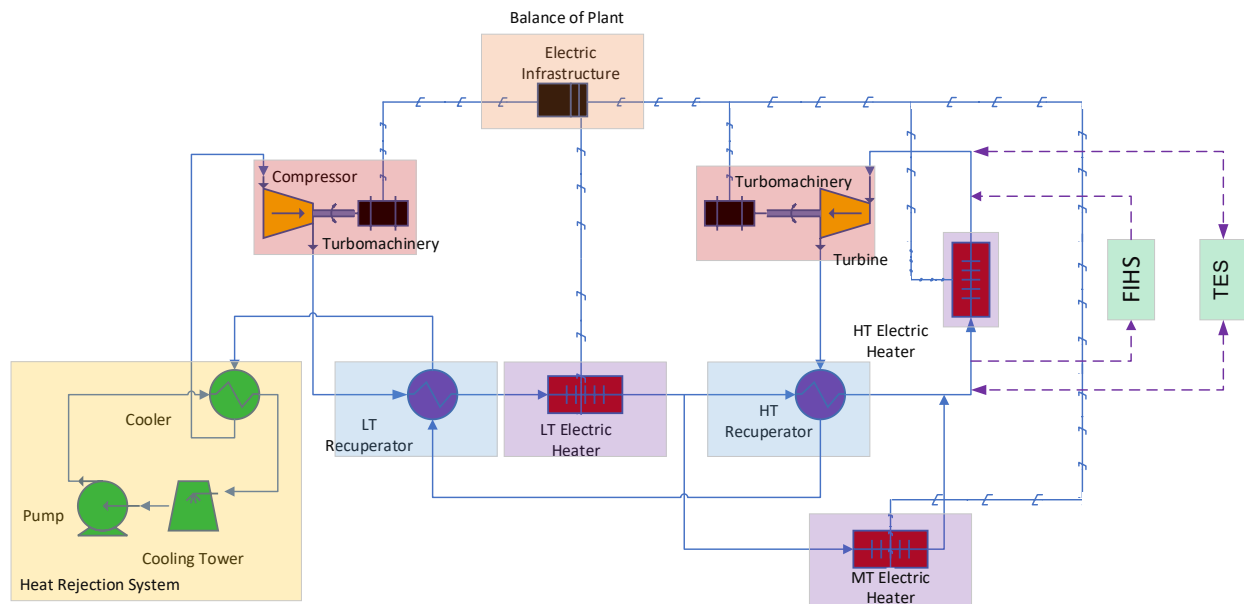 Balance of Plant
Electric
Infrastructure
Compressor
Turbomachinery
Turbomachinery
Turbine
FIHS
TES
HT Electric
Heater
Cooler
LT
Recuperator
LT Electric
Heater
HT
Recuperator
Pump
Cooling Tower
Heat Rejection System
MT Electric
Heater